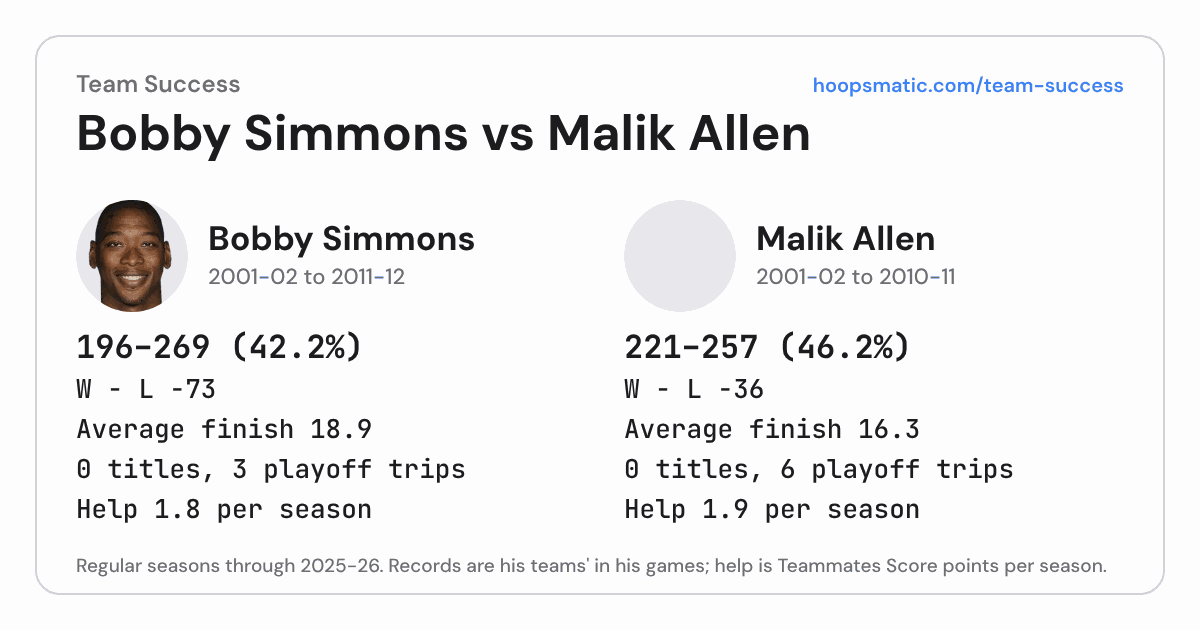 Team Success
hoopsmatic.com/team-success
Bobby Simmons vs Malik Allen
Bobby Simmons
2001-02 to 2011-12
196-269 (42.2%)
W - L -73
Average finish 18.9
0 titles, 3 playoff trips
Help 1.8 per season
Malik Allen
2001-02 to 2010-11
221-257 (46.2%)
W - L -36
Average finish 16.3
0 titles, 6 playoff trips
Help 1.9 per season
Regular seasons through 2025-26. Records are his teams' in his games; help is Teammates Score points per season.